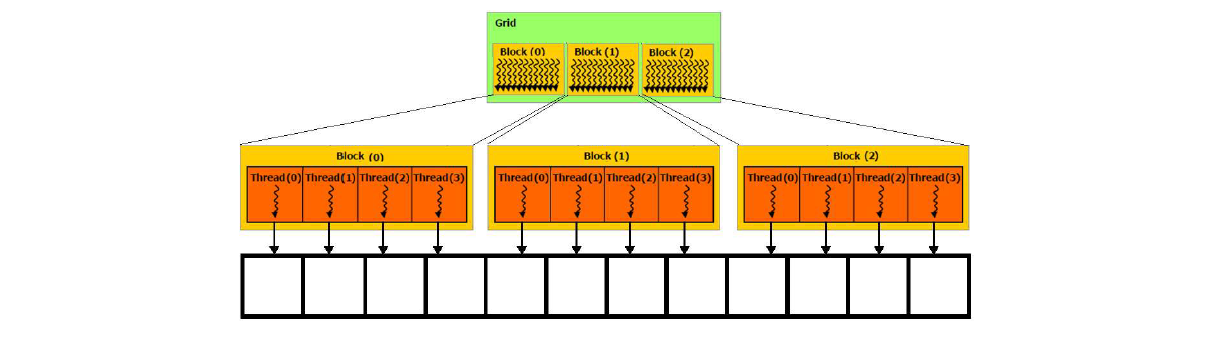 Grid
Block (0) Block (1) Block (2)
Block (0) Block (1) Block (2)
Thread(0) Thread(1) Thread(2) Thread(3) Thread(0) Thread(1) Thread(2) Thread(3) Thread(0) Thread(1) Thread(2) Thread(3)